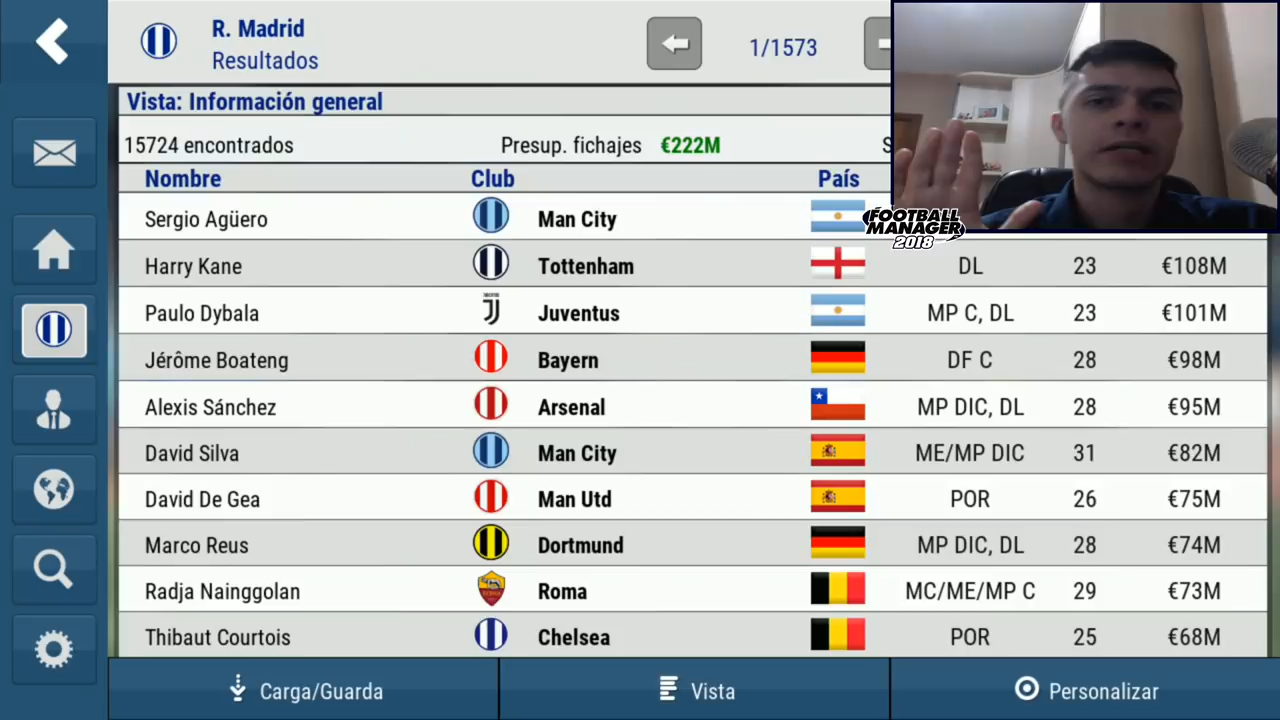 R. Madrid
Resultados
1/1573
Vista: Información general
15724 encontrados Presup. fichajes €222M S
Nombre Club País
Sergio Agüero Man City
FOOTBALL
MANAGER
2018
Harry Kane Tottenham DL 23 €108M
Paulo Dybala Juventus MP C, DL 23 €101M
Jérôme Boateng Bayern DF C 28 €98M
Alexis Sánchez Arsenal MP DIC, DL 28 €95M
David Silva Man City ME/MP DIC 31 €82M
David De Gea Man Utd POR 26 €75M
Marco Reus Dortmund MP DIC, DL 28 €74M
Radja Nainggolan Roma MC/ME/MP C 29 €73M
Thibaut Courtois Chelsea POR 25 €68M
Carga/Guarda Vista Personalizar